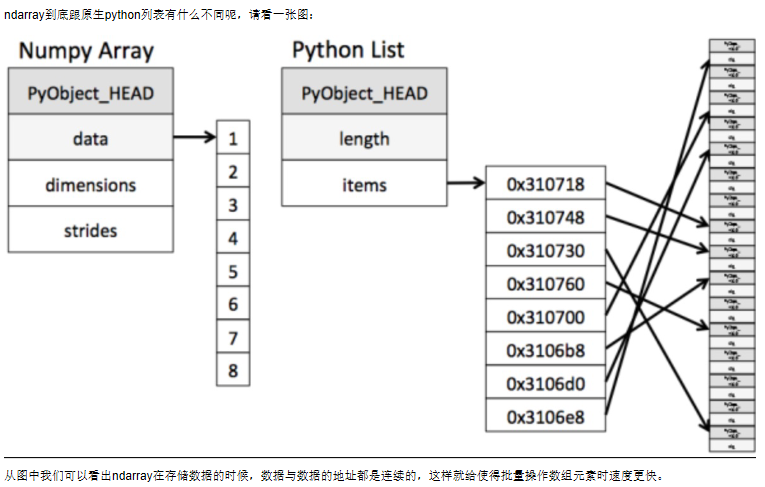 ndarray到底跟原生python列表有什么不同呢，请看一张图：
Numpy Array
PyObject_HEAD
data
dimensions
strides
1
2
3
4
5
6
7
8
Python List
PyObject_HEAD
length
items
0x310718
0x310748
0x310730
0x310760
0x310700
0x3106b8
0x3106d0
0x3106e8
从图中我们可以看出ndarray在存储数据的时候，数据与数据的地址都是连续的，这样就给使得批量操作数组元素时速度更快。